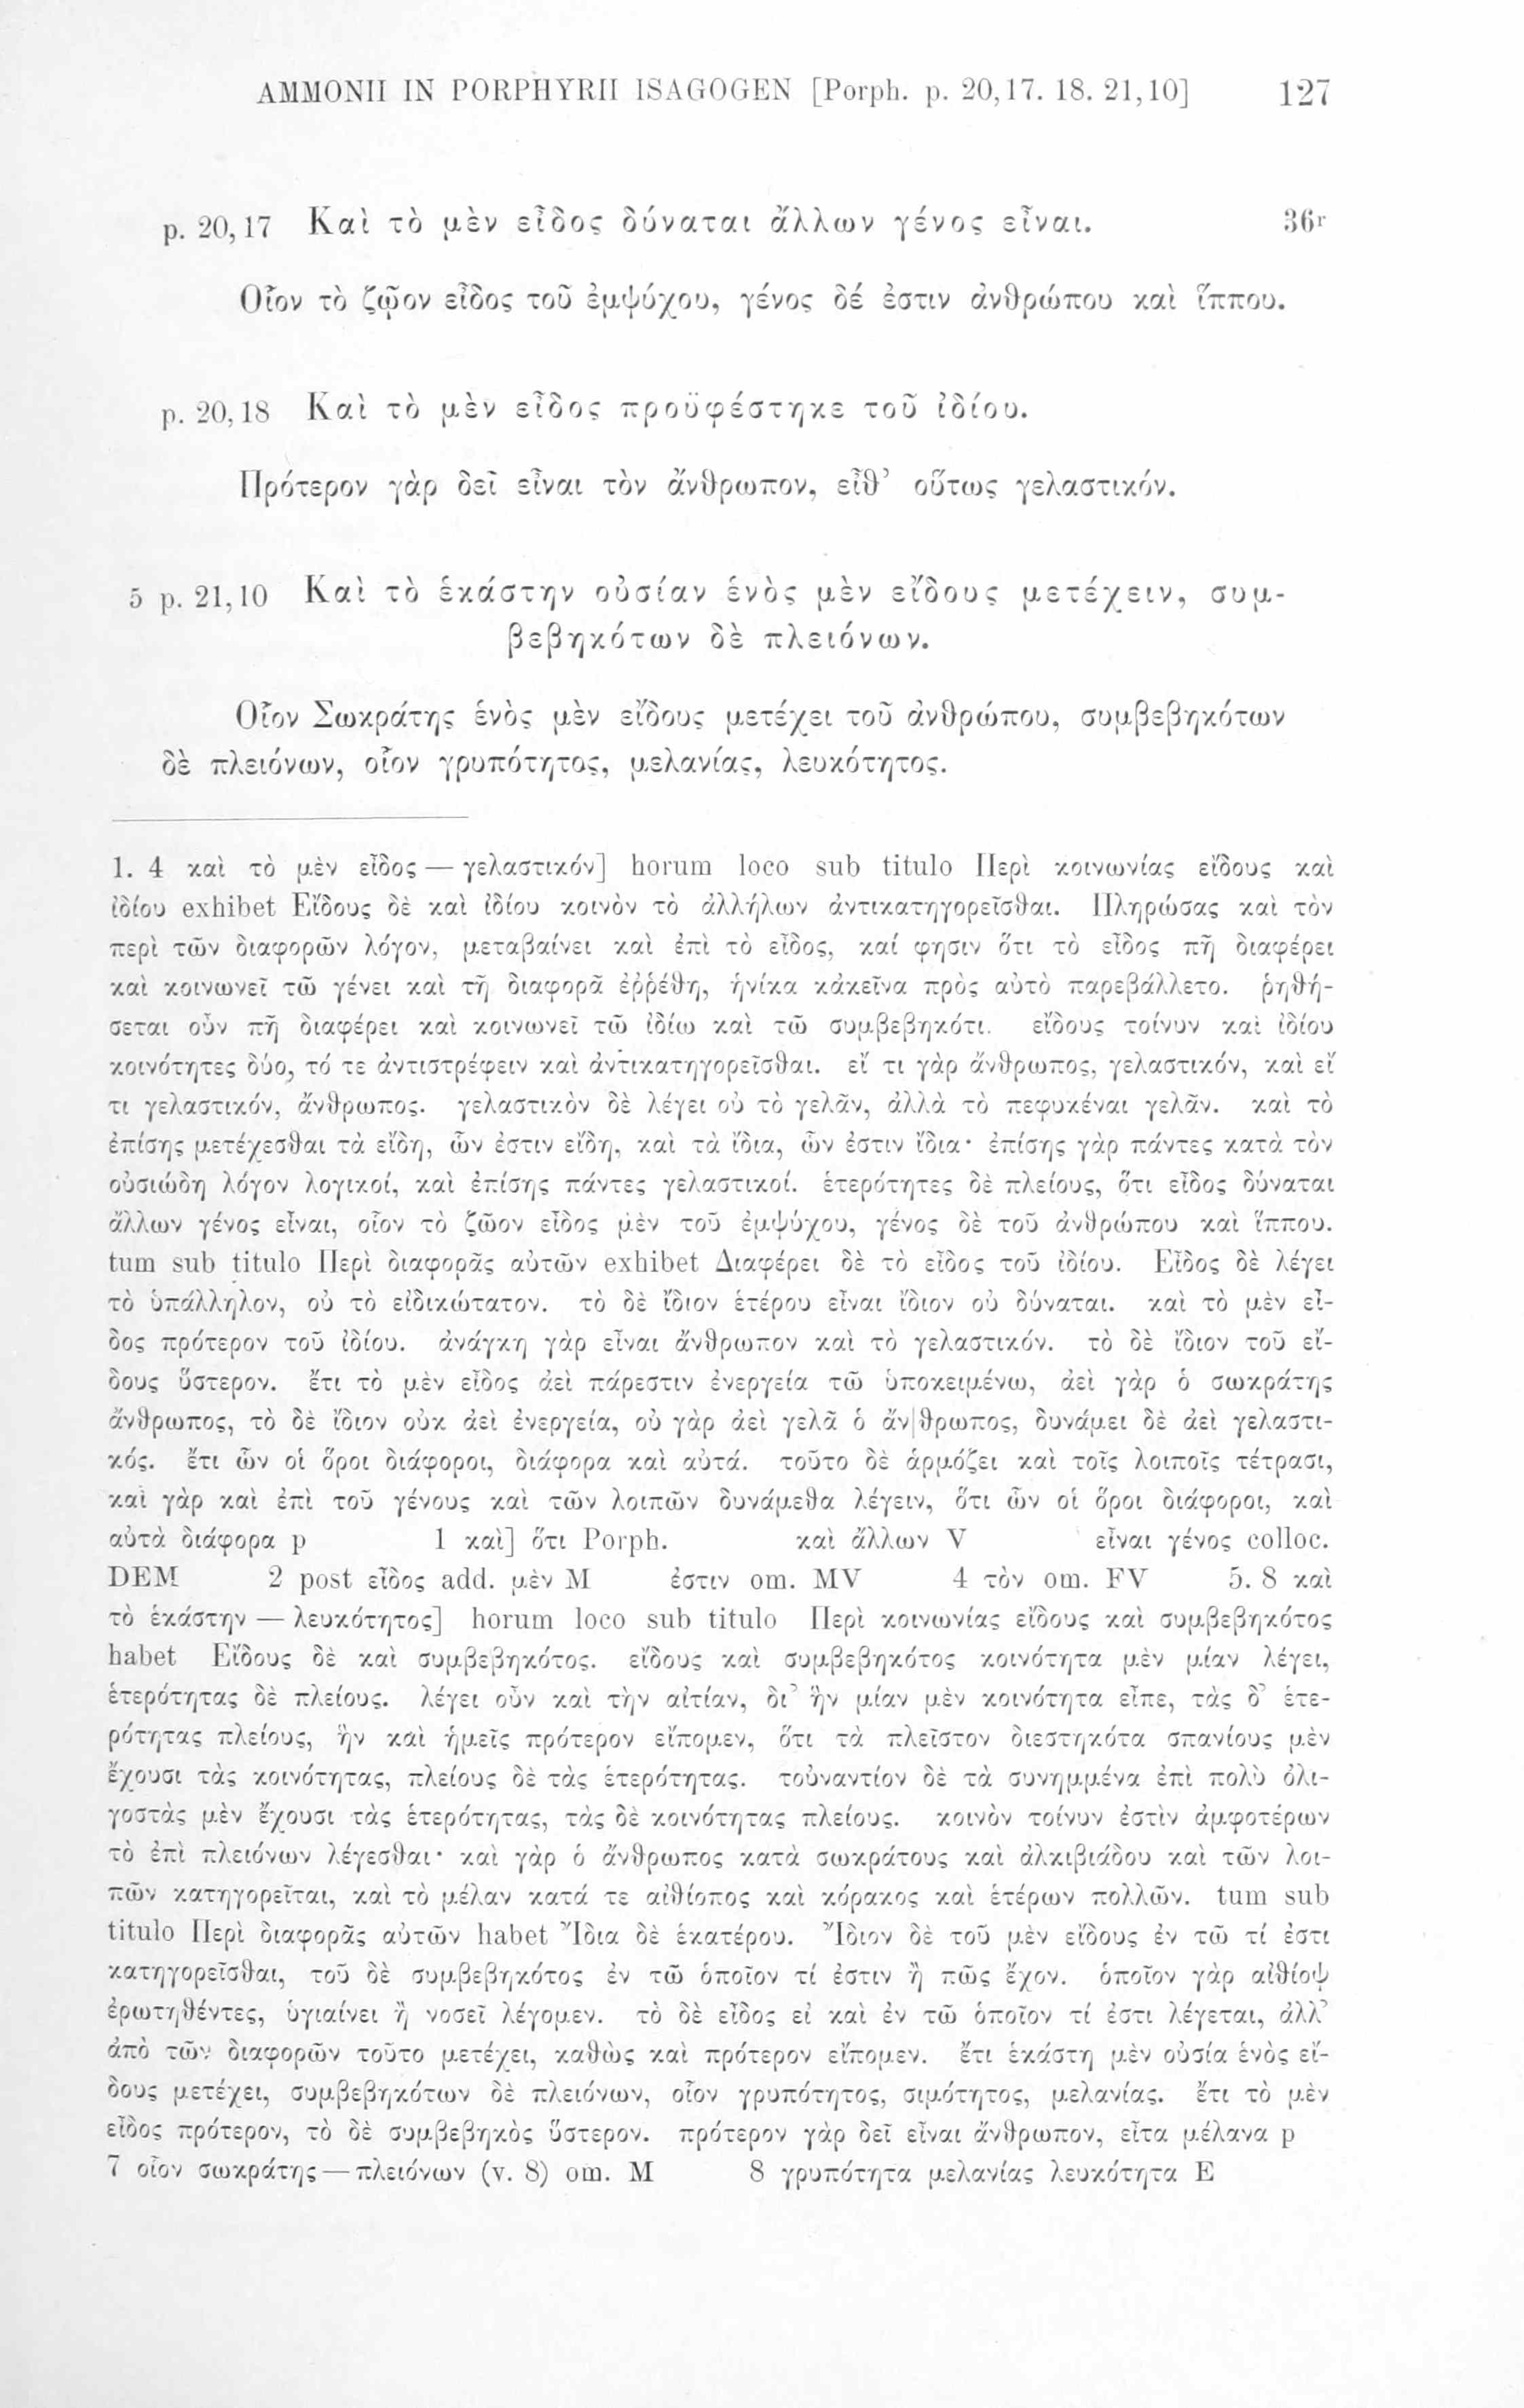 AMMONII IN PORPHYRII ISAGOGEN [Porph. p. 20,17. 18. 21,10] 127
p. 20,17 Καὶ τὸ μὲν εἶδος δύναται ἄλλων γένος εἶναι. 36r
Οἷον τὸ ζῷον εἶδος τοῦ ἐμψύχου, γένος δέ ἐστιν ἀνθρώπου καὶ ἵππου.
p. 20,18 Καὶ τὸ μὲν εἶδος προϋφέστηκε τοῦ ἰδίου.
Πρότερον γὰρ δεῖ εἶναι τὸν ἄνθρωπον, εἶθ’ οὕτως γελαστικόν.
5 p. 21,10 Καὶ τὸ ἑκάστην οὐσίαν ἑνὸς μὲν εἴδους μετέχειν, συμ-
βεβηκότων δὲ πλειόνων.
Οἷον Σωκράτης ἑνὸς μὲν εἴδους μετέχει τοῦ ἀνθρώπου, συμβεβηκότων
δὲ πλειόνων, οἷον γρυπότητος, μελανίας, λευκότητος.
1. 4 καὶ τὸ μὲν εἶδος — γελαστικόν] horum loco sub titulo Περὶ κοινωνίας εἴδους καὶ
ἰδίου exhibet Εἴδους δὲ καὶ ἰδίου κοινὸν τὸ ἀλλήλων ἀντικατηγορεῖσθαι. Πληρώσας καὶ τὸν
περὶ τῶν διαφορῶν λόγον, μεταβαίνει καὶ ἐπὶ τὸ εἶδος, καί φησιν ὅτι τὸ εἶδος πῆ διαφέρει
καὶ κοινωνεῖ τῶ γένει καὶ τῆ διαφορᾶ ἐῤῥέθη, ἡνίκα κἀκεῖνα πρὸς αὐτὸ παρεβάλλετο. ῥηθή-
σεται οὖν πῆ διαφέρει καὶ κοινωνεῖ τῶ ἰδίω καὶ τῶ συμβεβηκότι. εἴδους τοίνυν καὶ ἰδίου
κοινότητες δύο, τό τε ἀντιστρέφειν καὶ ἀντικατηγορεῖσθαι. εἴ τι γὰρ ἄνθρωπος, γελαστικόν, καὶ εἴ
τι γελαστικόν, ἄνθρωπος. γελαστικὸν δὲ λέγει οὐ τὸ γελᾶν, ἀλλὰ τὸ πεφυκέναι γελᾶν. καὶ τὸ
ἐπίσης μετέχεσθαι τὰ εἴδη, ὧν ἐστιν εἴδη, καὶ τὰ ἴδια, ὧν ἐστιν ἴδια· ἐπίσης γὰρ πάντες κατὰ τὸν
οὐσιώδη λόγον λογικοί, καὶ ἐπίσης πάντες γελαστικοί. ἑτερότητες δὲ πλείους, ὅτι εἶδος δύναται
ἄλλων γένος εἶναι, οἷον τὸ ζῶον εἶδος μὲν τοῦ ἐμψύχου, γένος δὲ τοῦ ἀνθρώπου καὶ ἵππου.
tum sub titulo Περὶ διαφορᾶς αὐτῶν exhibet Διαφέρει δὲ τὸ εἶδος τοῦ ἰδίου. Εἶδος δὲ λέγει
τὸ ὑπάλληλον, οὐ τὸ εἰδικώτατον. τὸ δὲ ἴδιον ἑτέρου εἶναι ἴδιον οὐ δύναται. καὶ τὸ μὲν εἶ-
δος πρότερον τοῦ ἰδίου. ἀνάγκη γὰρ εἶναι ἄνθρωπον καὶ τὸ γελαστικόν. τὸ δὲ ἴδιον τοῦ εἴ-
δους ὕστερον. ἔτι τὸ μὲν εἶδος ἀεὶ πάρεστιν ἐνεργεία τῶ ὑποκειμένω, ἀεὶ γὰρ ὁ σωκράτης
ἄνθρωπος, τὸ δὲ ἴδιον οὐκ ἀεὶ ἐνεργεία, οὐ γὰρ ἀεὶ γελᾶ ὁ ἄν|θρωπος, δυνάμει δὲ ἀεὶ γελαστι-
κός. ἔτι ὧν οἱ ὅροι διάφοροι, διάφορα καὶ αὐτά. τοῦτο δὲ ἁρμόζει καὶ τοῖς λοιποῖς τέτρασι,
καὶ γὰρ καὶ ἐπὶ τοῦ γένους καὶ τῶν λοιπῶν δυνάμεθα λέγειν, ὅτι ὧν οἱ ὅροι διάφοροι, καὶ
αὐτὰ διάφορα p 1 καὶ] ὅτι Porph. καὶ ἄλλων V εἶναι γένος colloc.
DEM 2 post εἶδος add. μὲν M ἐστιν om. MV 4 τὸν om. FV 5. 8 καὶ
τὸ ἑκάστην — λευκότητος] horum loco sub titulo Περὶ κοινωνίας εἴδους καὶ συμβεβηκότος
habet Εἴδους δὲ καὶ συμβεβηκότος. εἴδους καὶ συμβεβηκότος κοινότητα μὲν μίαν λέγει,
ἑτερότητας δὲ πλείους. λέγει οὖν καὶ τὴν αἰτίαν, δι’ ἣν μίαν μὲν κοινότητα εἶπε, τὰς δ’ ἑτε-
ρότητας πλείους, ἣν καὶ ἡμεῖς πρότερον εἴπομεν, ὅτι τὰ πλεῖστον διεστηκότα σπανίους μὲν
ἔχουσι τὰς κοινότητας, πλείους δὲ τὰς ἑτερότητας. τοὐναντίον δὲ τὰ συνημμένα ἐπὶ πολὺ ὀλι-
γοστὰς μὲν ἔχουσι τὰς ἑτερότητας, τὰς δὲ κοινότητας πλείους. κοινὸν τοίνυν ἐστὶν ἀμφοτέρων
τὸ ἐπὶ πλειόνων λέγεσθαι· καὶ γὰρ ὁ ἄνθρωπος κατὰ σωκράτους καὶ ἀλκιβιάδου καὶ τῶν λοι-
πῶν κατηγορεῖται, καὶ τὸ μέλαν κατά τε αἰθίοπος καὶ κόρακος καὶ ἑτέρων πολλῶν. tum sub
titulo Περὶ διαφορᾶς αὐτῶν habet Ἴδια δὲ ἑκατέρου. Ἴδιον δὲ τοῦ μὲν εἴδους ἐν τῶ τί ἐστι
κατηγορεῖσθαι, τοῦ δὲ συμβεβηκότος ἐν τῶ ὁποῖον τί ἐστιν ἢ πῶς ἔχον. ὁποῖον γὰρ αἰθίοψ
ἐρωτηθέντες, ὑγιαίνει ἢ νοσεῖ λέγομεν. τὸ δὲ εἶδος εἰ καὶ ἐν τῶ ὁποῖον τί ἐστι λέγεται, ἀλλ’
ἀπὸ τῶν διαφορῶν τοῦτο μετέχει, καθὼς καὶ πρότερον εἴπομεν. ἔτι ἑκάστη μὲν οὐσία ἑνὸς εἴ-
δους μετέχει, συμβεβηκότων δὲ πλειόνων, οἷον γρυπότητος, σιμότητος, μελανίας. ἔτι τὸ μὲν
εἶδος πρότερον, τὸ δὲ συμβεβηκὸς ὕστερον. πρότερον γὰρ δεῖ εἶναι ἄνθρωπον, εἶτα μέλανα p
7 οἷον σωκράτης — πλειόνων (v. 8) om. M 8 γρυπότητα μελανίας λευκότητα E